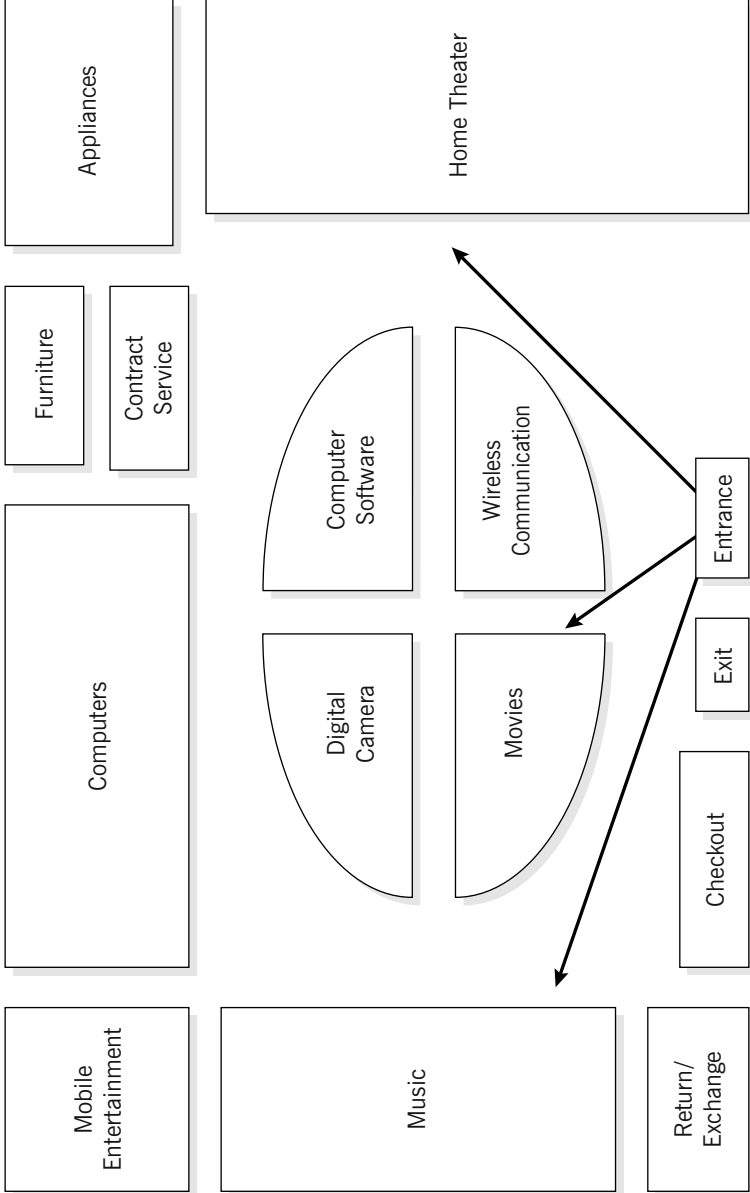 Mobile
Entertainment
Computers
Furniture
Contract
Service
Appliances
Music
Digital
Camera
Computer
Software
Movies
Wireless
Communication
Home Theater
Return/
Exchange
Checkout
Exit
Entrance